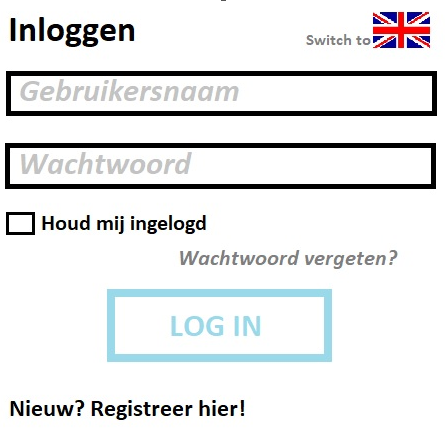 Inloggen
Switch to
Gebruikersnaam
Wachtwoord
Houd mij ingelogd
Wachtwoord vergeten?
LOG IN
Nieuw? Registreer hier!